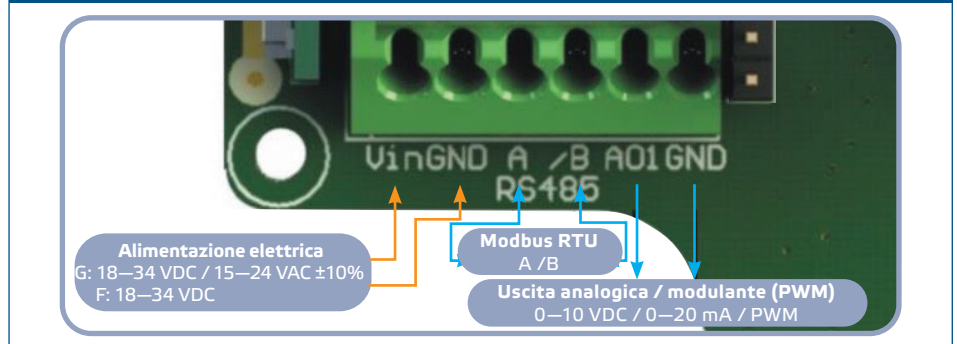 VinGND A /B AO1GND
RS485
Alimentazione elettrica
G: 18—34 VDC / 15—24 VAC ±10%
F: 18—34 VDC
Modbus RTU
A /B
Uscita analogica / modulante (PWM)
0—10 VDC / 0—20 mA / PWM